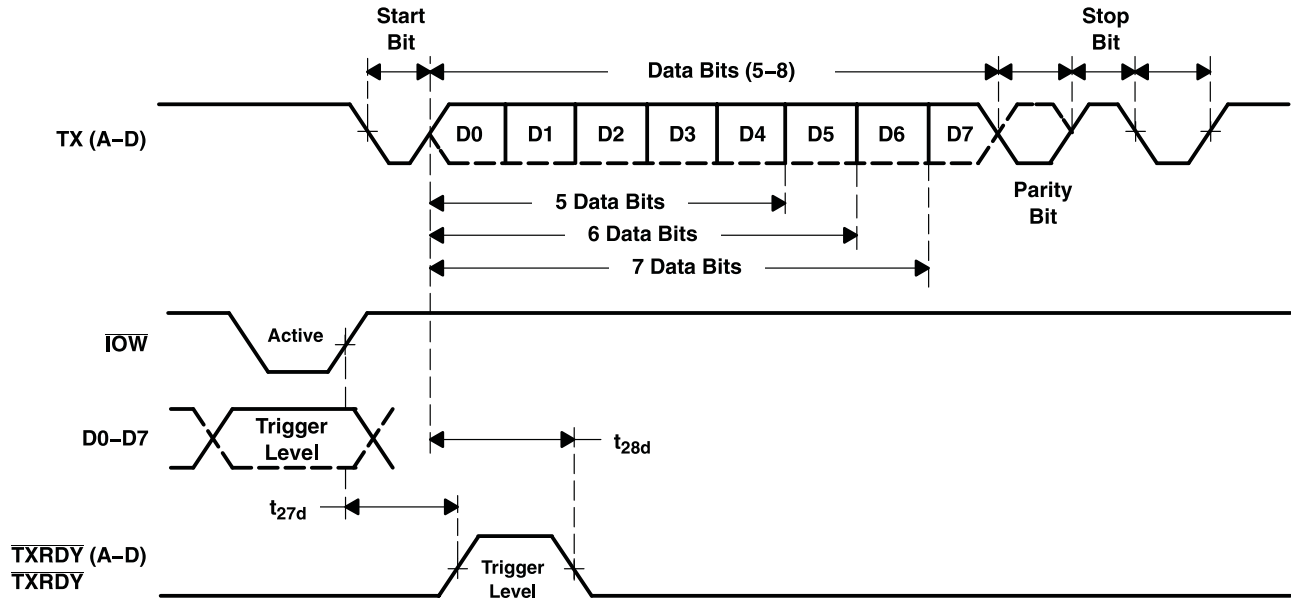 Start
Bit
Data Bits (5–8)
Stop
Bit
TX (A–D)
D0 D1 D2 D3 D4 D5 D6 D7
Parity
Bit
5 Data Bits
6 Data Bits
7 Data Bits
IOW
Active
D0–D7
Trigger
Level
t28d
t27d
TXRDY (A–D)
TXRDY
Trigger
Level